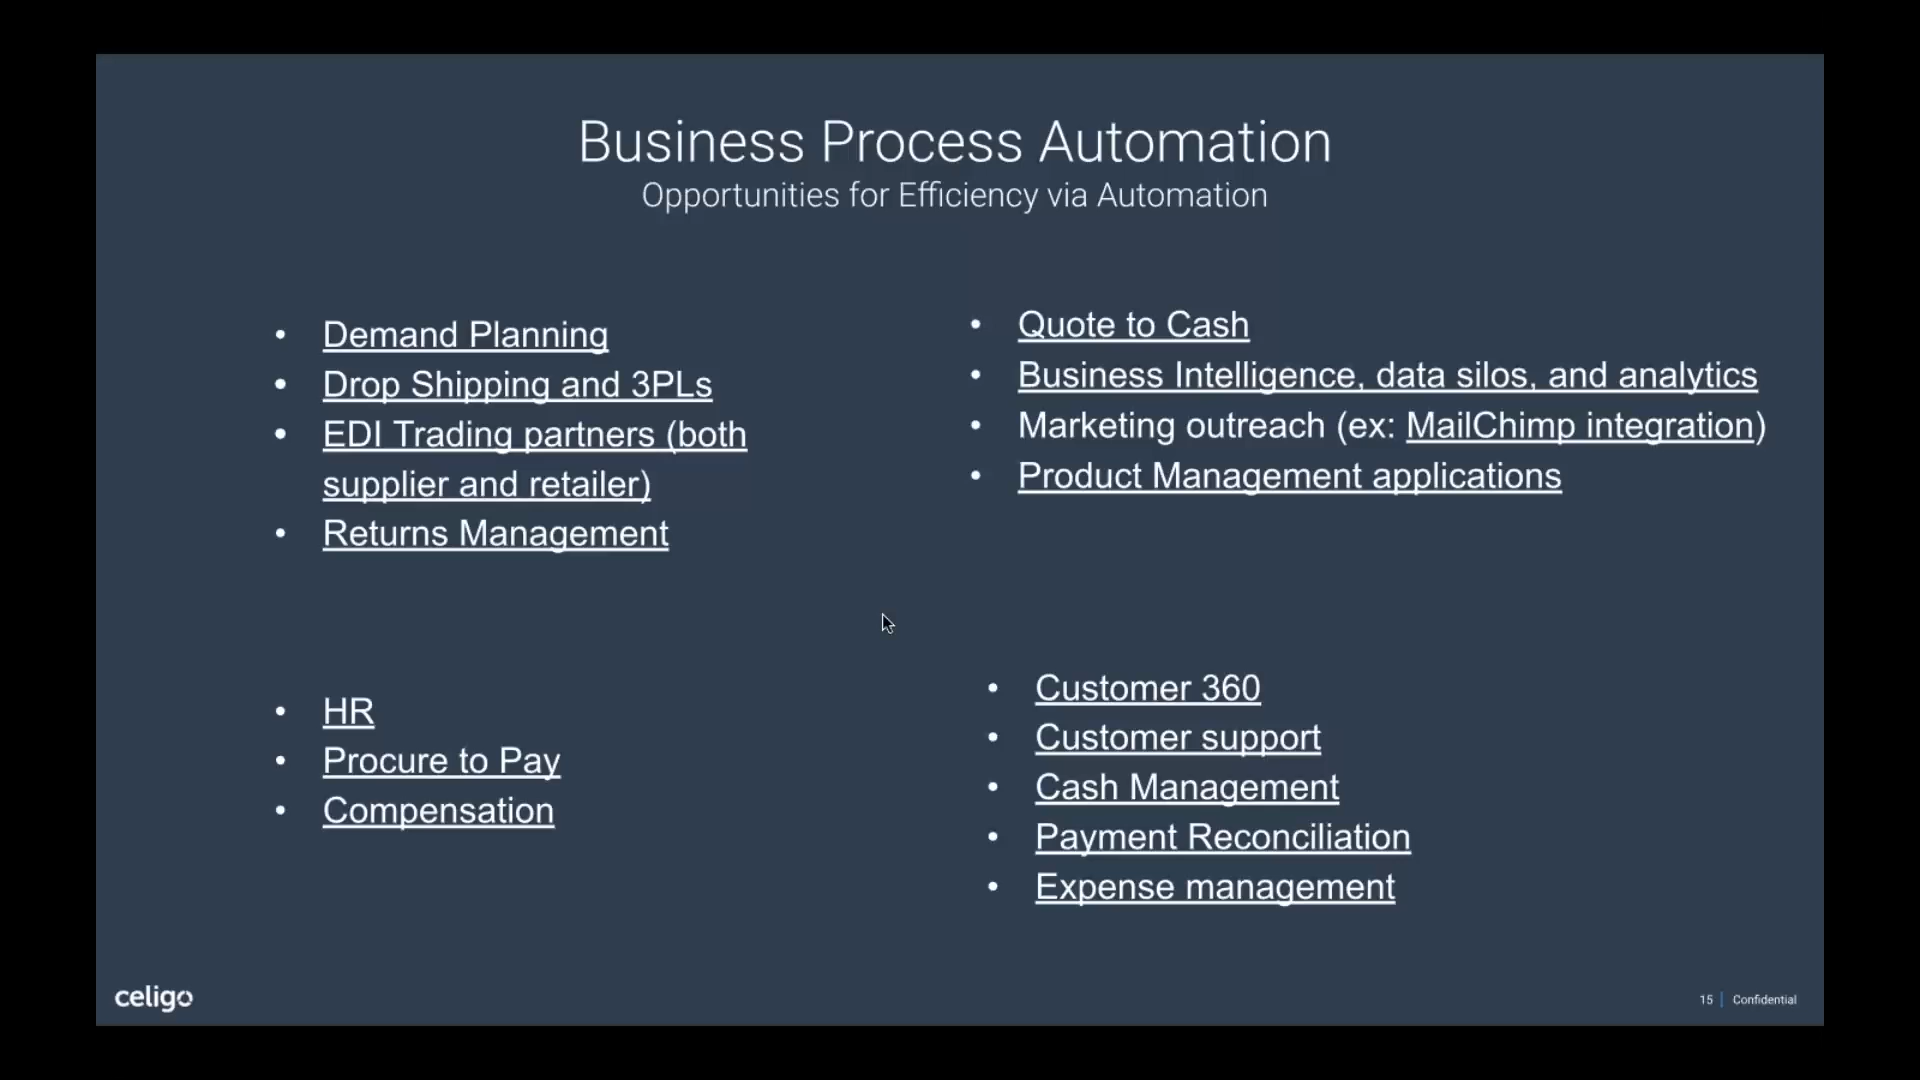 Business Process Automation
Opportunities for Efficiency via Automation
• Demand Planning
• Drop Shipping and 3PLs
• EDI Trading partners (both
supplier and retailer)
• Returns Management
• Quote to Cash
• Business Intelligence, data silos, and analytics
• Marketing outreach (ex: MailChimp integration)
• Product Management applications
• HR
• Procure to Pay
• Compensation
• Customer 360
• Customer support
• Cash Management
• Payment Reconciliation
• Expense management
celigo
15 | Confidential